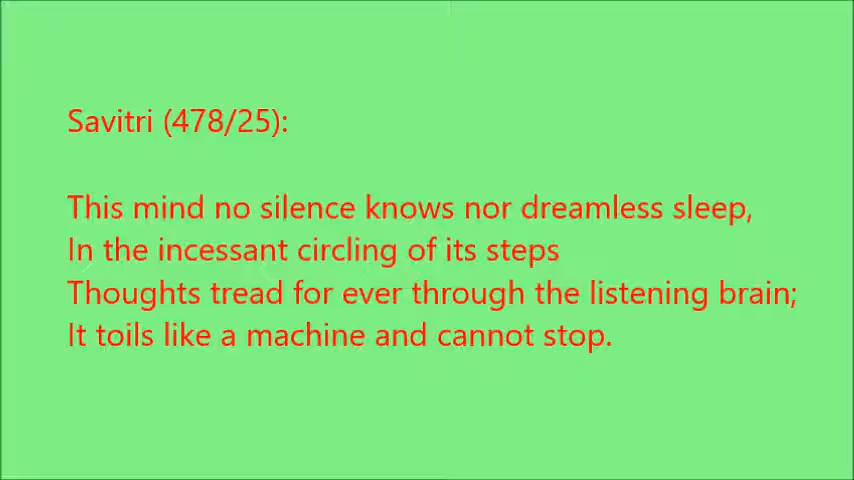 Savitri (478/25):
This mind no silence knows nor dreamless sleep,
In the incessant circling of its steps
Thoughts tread for ever through the listening brain;
It toils like a machine and cannot stop.